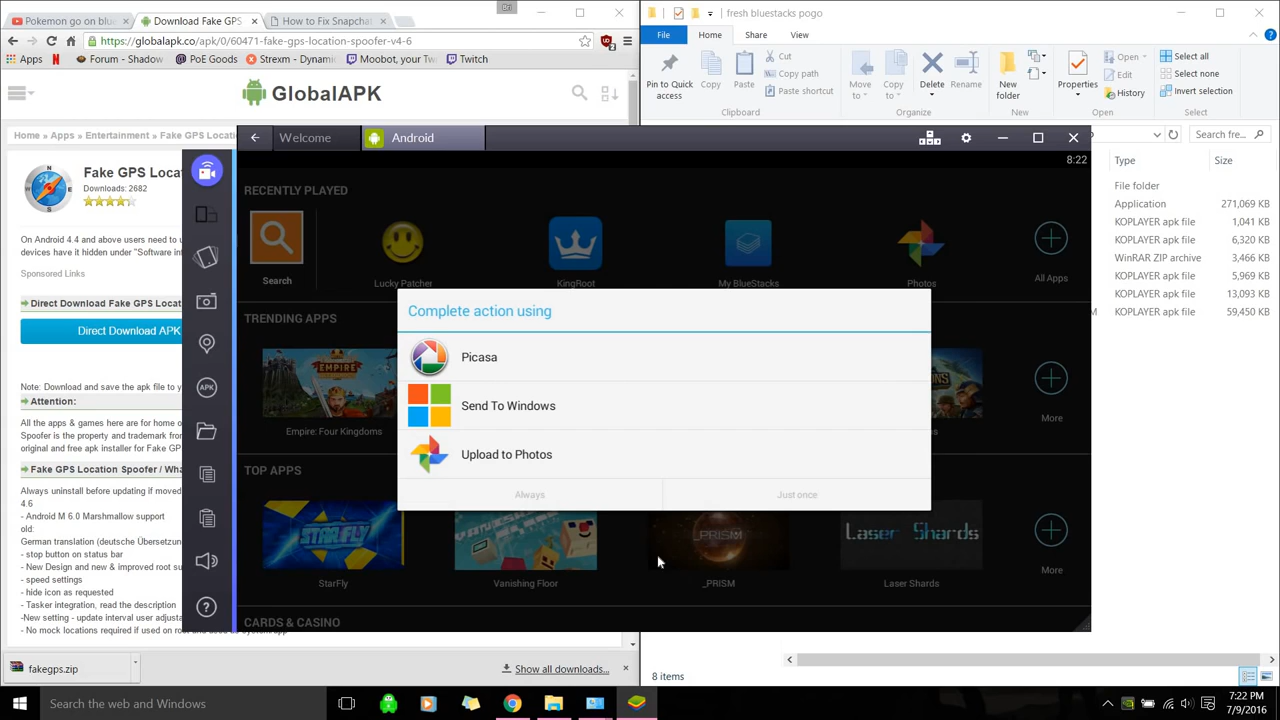 Pokemon go on blues
Download Fake GPS
How to Fix Snapchat
Bri
https://globalapk.co/apk/0/60471-fake-gps-location-spoofer-v4-6
Apps
Forum - Shadow
PoE Goods
Strexm - Dynamic
Moobot, your Tw
Twitch
GlobalAPK
Home » Apps » Entertainment » Fake GPS Locati
Fake GPS Loca
Downloads: 2682
On Android 4.4 and above users need to u
devices have it hidden under "Software in
Sponsored Links
Direct Download Fake GPS Locat
Direct Download APK
Note: Download and save the apk file to y
Attention:
All the apps & games here are for home o
Spoofer is the property and trademark from
original and free apk installer for Fake GP
Fake GPS Location Spoofer / Wha
Always uninstall before updating if moved
4.6
- Android M 6.0 Marshmallow support
old:
German translation (deutsche Übersetzun
- stop button on status bar
- New Design and new & improved root su
- speed settings
- hide icon as requested
- Tasker integration, read the description
-New setting - update interval user adjusta
- No mock locations required if used on root
fakegps.zip
Show all downloads...
fresh bluestacks pogo
File
Home
Share
View
Pin to Quick access
Copy
Paste
Cut
Copy path
Paste shortcut
Clipboard
Move to
Copy to
Delete
Rename
Organize
New folder
New
Properties
Open
Edit
History
Open
Select all
Select none
Invert selection
Select
Search fre...
Type
Size
File folder
Application
271,069 KB
KOPLAYER apk file
1,041 KB
KOPLAYER apk file
6,320 KB
WinRAR ZIP archive
3,466 KB
KOPLAYER apk file
5,969 KB
KOPLAYER apk file
13,093 KB
KOPLAYER apk file
59,450 KB
8 items
Welcome
Android
8:22
RECENTLY PLAYED
Search
Lucky Patcher
KingRoot
My BlueStacks
Photos
All Apps
TRENDING APPS
EMPIRE
Empire: Four Kingdoms
More
TOP APPS
STARFLY
_PRISM
Laser Shards
StarFly
Vanishing Floor
_PRISM
Laser Shards
More
CARDS & CASINO
APK
Complete action using
Picasa
Send To Windows
Upload to Photos
Always
Just once
Search the web and Windows
7:22 PM
7/9/2016